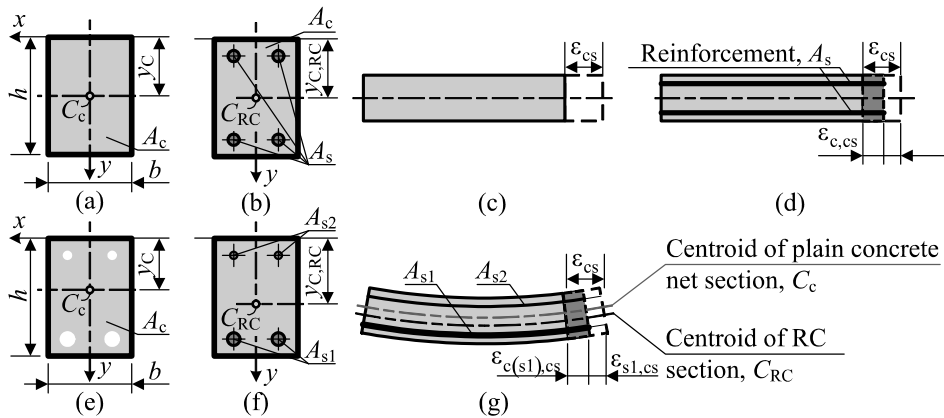 x
h
y_C
C_c
A_c
y
b
(a)
A_c
y_C,RC
C_RC
A_s
y
(b)
ε_cs
(c)
Reinforcement, A_s
ε_cs
ε_c,cs
(d)
x
h
y_C
C_c
A_c
y
b
(e)
A_s2
y_C,RC
C_RC
A_s1
y
(f)
A_s1
A_s2
ε_cs
ε_c(s1),cs
ε_s1,cs
(g)
Centroid of plain concrete
net section, C_c
Centroid of RC
section, C_RC